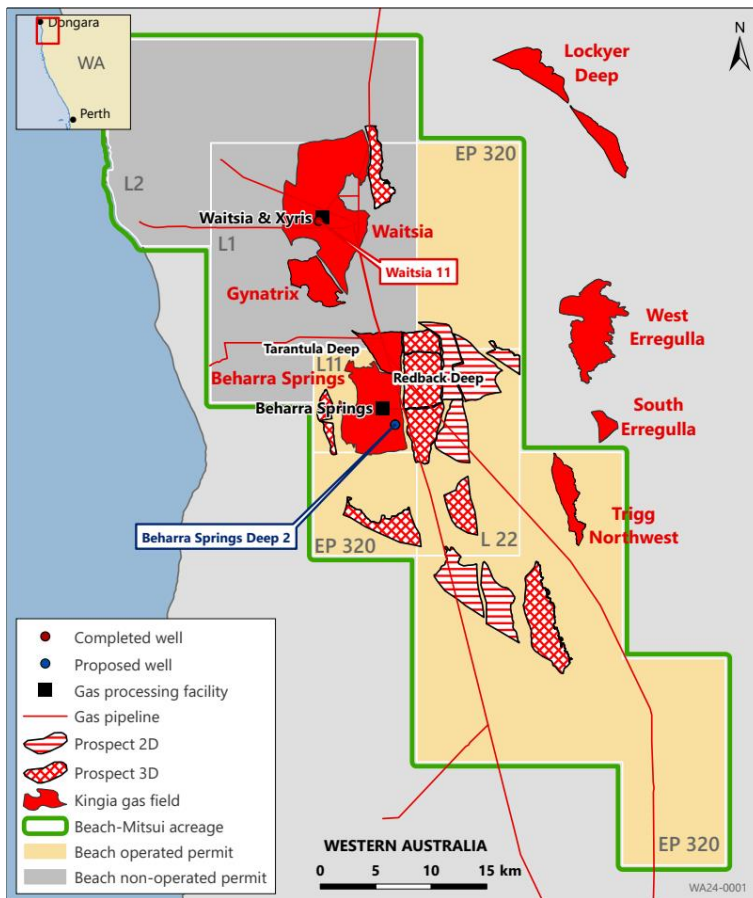 Dongara
WA
Perth
N
Lockyer
Deep
EP 320
L2
Waitsia & Xyris
Waitsia
L1
Waitsia 11
Gynatrix
West
Erregulla
Tarantula Deep
L11
Beharra Springs
Redback Deep
Beharra Springs
South
Erregulla
Trigg
Northwest
Beharra Springs Deep 2
EP 320
L 22
Completed well
Proposed well
Gas processing facility
Gas pipeline
Prospect 2D
Prospect 3D
Kingia gas field
Beach-Mitsui acreage
Beach operated permit
Beach non-operated permit
WESTERN AUSTRALIA
0 5 10 15 km
EP 320
WA24-0001